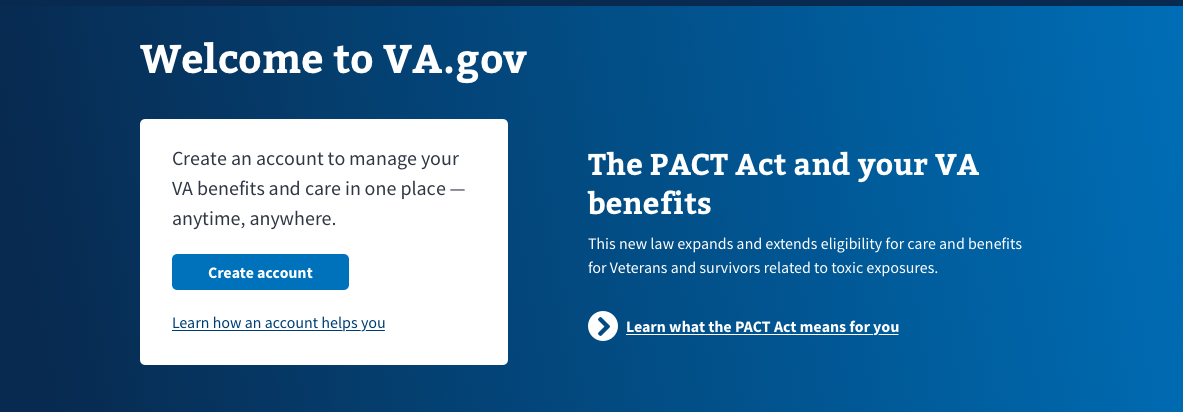 Welcome to VA.gov
Create an account to manage your
VA benefits and care in one place —
anytime, anywhere.
Create account
Learn how an account helps you
The PACT Act and your VA
benefits
This new law expands and extends eligibility for care and benefits
for Veterans and survivors related to toxic exposures.
Learn what the PACT Act means for you